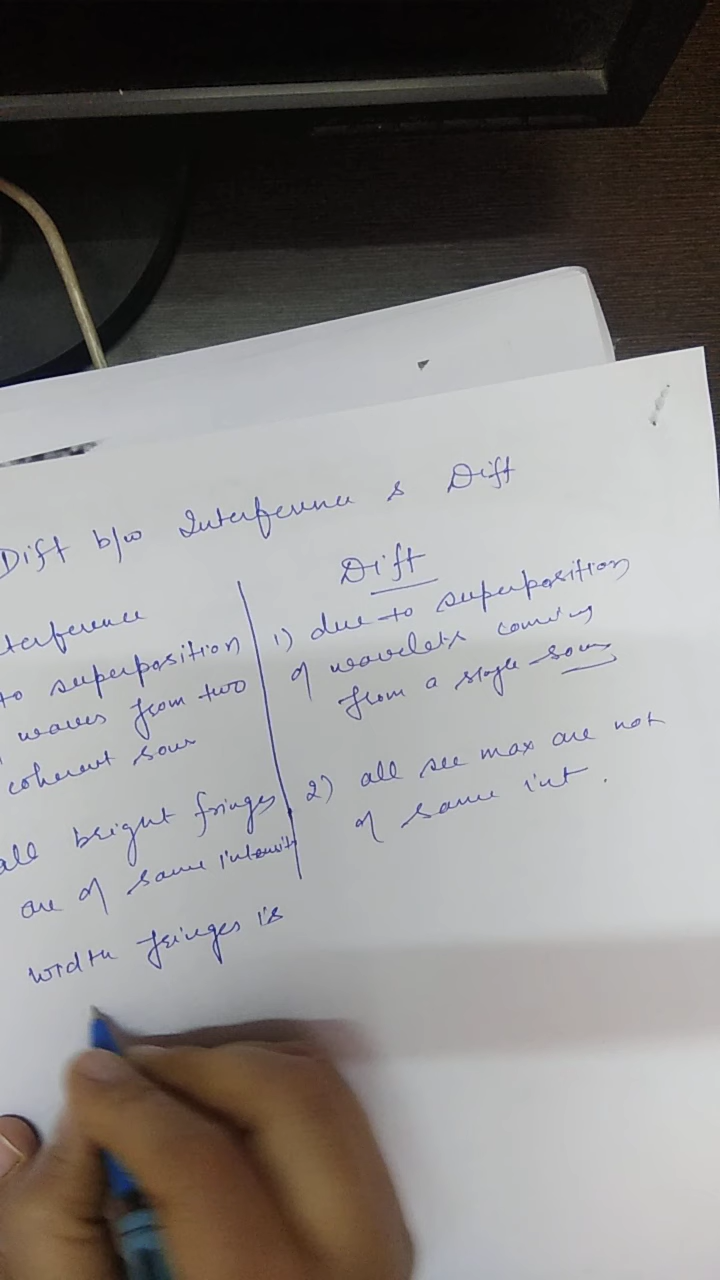 Diff b/w Interference & Diff
terference
to superposition
waves from two
coherent sour
all bright fringes
are of same intensity
width fringes is
Diff
1) due to superposition
of wavelets coming
from a single sour
2) all sec max are not
of same int.